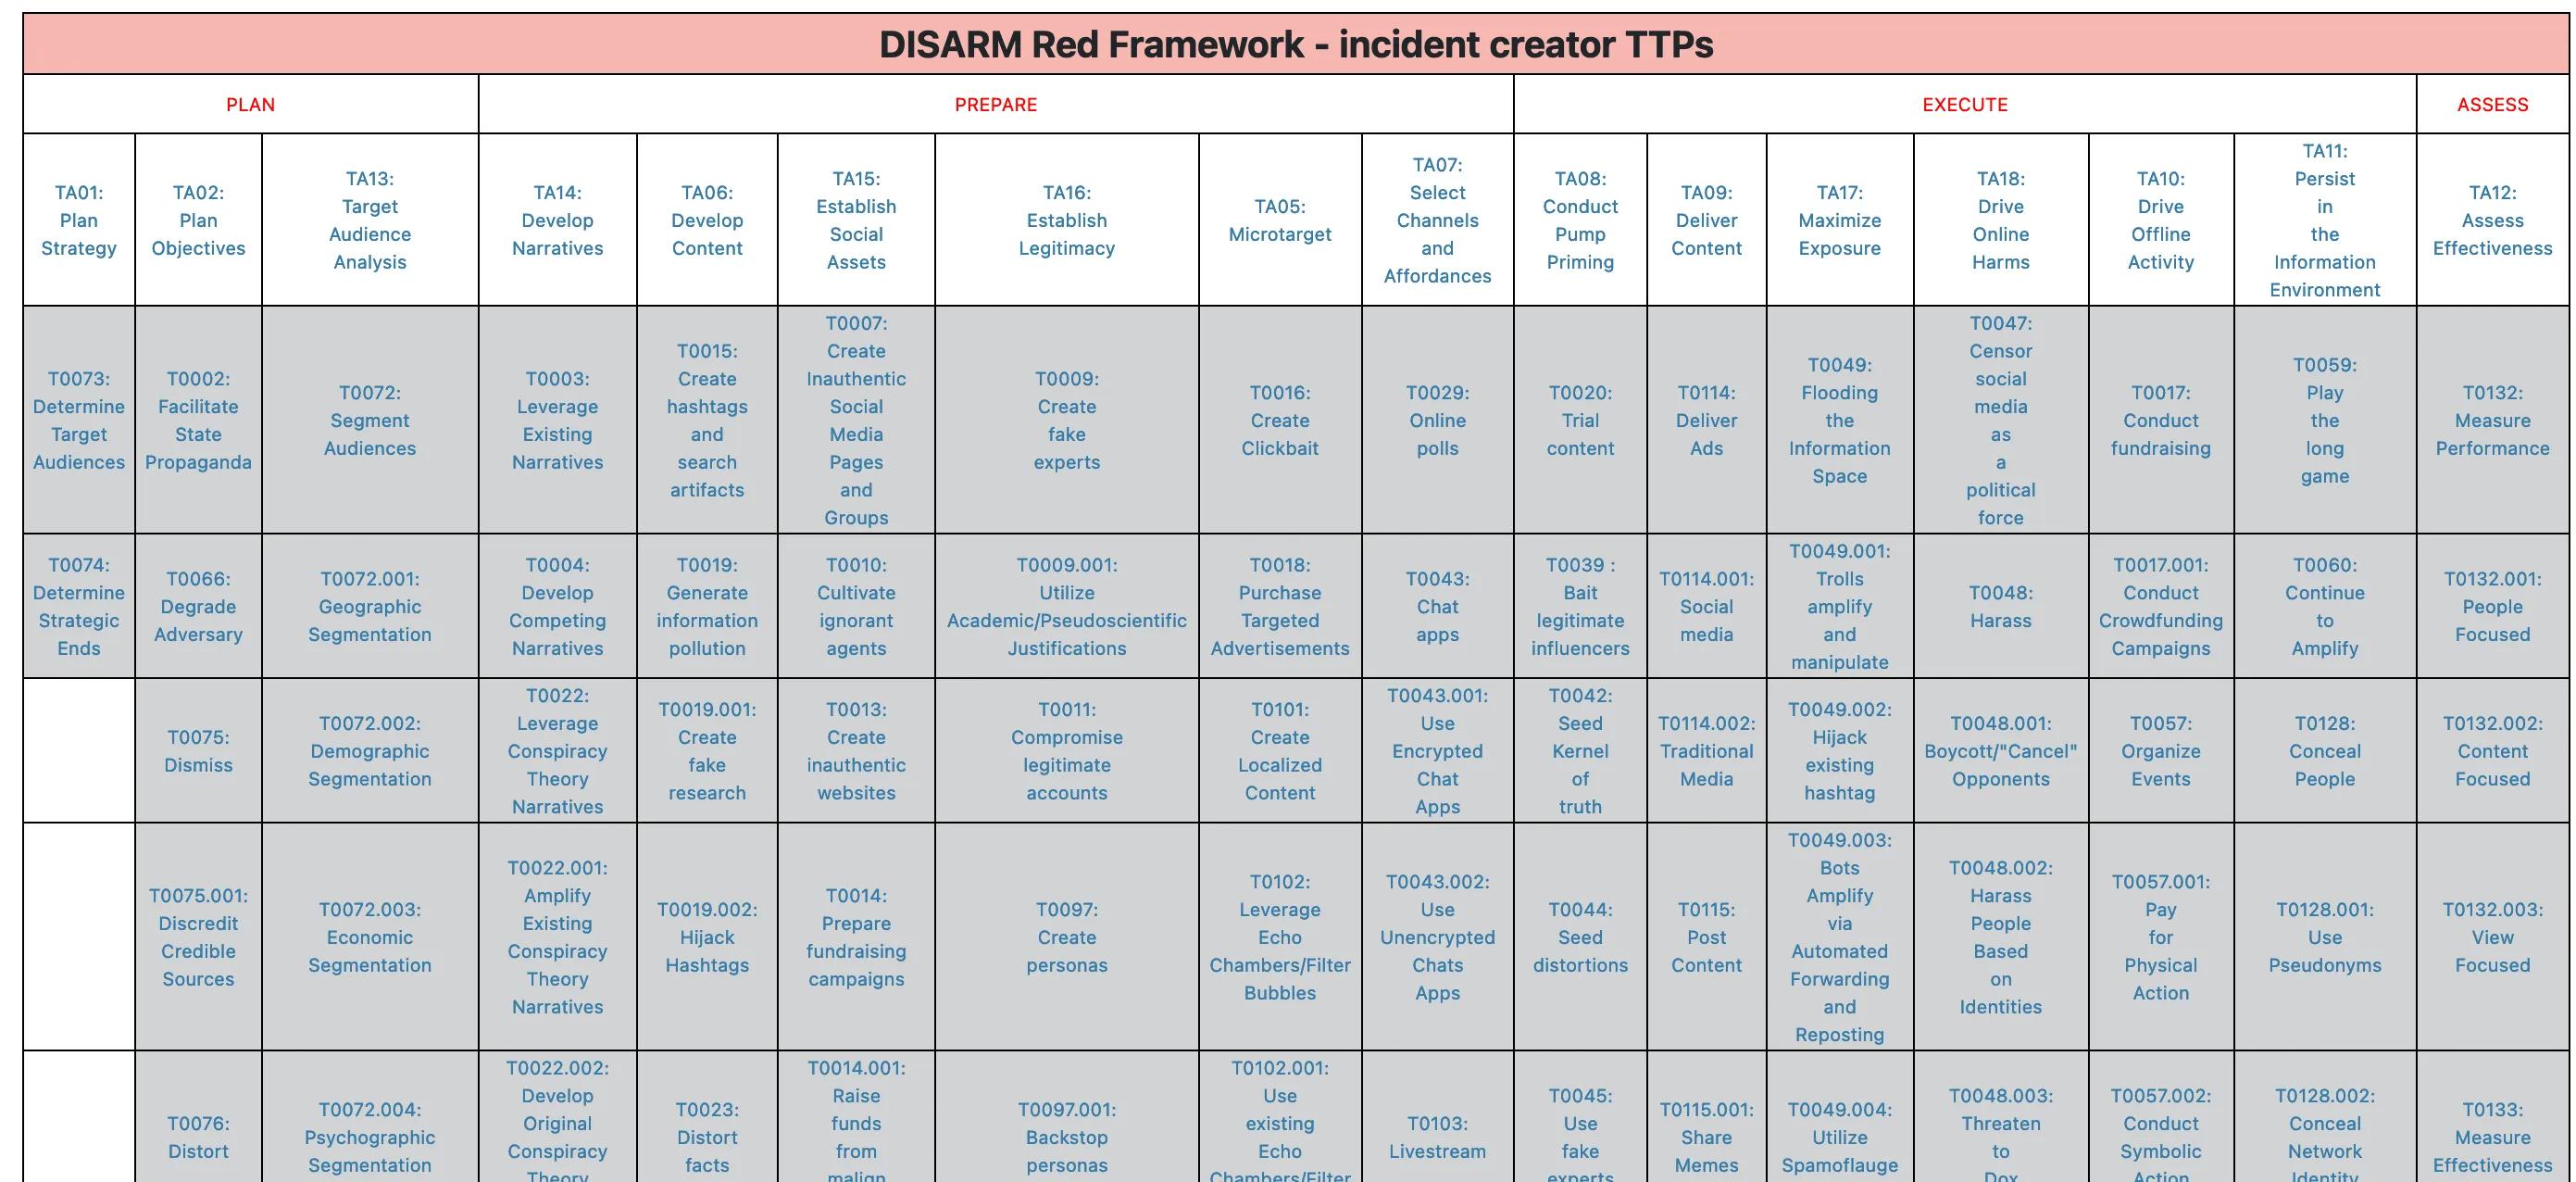 DISARM Red Framework - incident creator TTPs
PLAN
PREPARE
EXECUTE
ASSESS
TA01:
Plan
Strategy
TA02:
Plan
Objectives
TA13:
Target
Audience
Analysis
TA14:
Develop
Narratives
TA06:
Develop
Content
TA15:
Establish
Social
Assets
TA16:
Establish
Legitimacy
TA05:
Microtarget
TA07:
Select
Channels
and
Affordances
TA08:
Conduct
Pump
Priming
TA09:
Deliver
Content
TA17:
Maximize
Exposure
TA18:
Drive
Online
Harms
TA10:
Drive
Offline
Activity
TA11:
Persist
in
the
Information
Environment
TA12:
Assess
Effectiveness
T0073:
Determine
Target
Audiences
T0002:
Facilitate
State
Propaganda
T0072:
Segment
Audiences
T0003:
Leverage
Existing
Narratives
T0015:
Create
hashtags
and
search
artifacts
T0007:
Create
Inauthentic
Social
Media
Pages
and
Groups
T0009:
Create
fake
experts
T0016:
Create
Clickbait
T0029:
Online
polls
T0020:
Trial
content
T0114:
Deliver
Ads
T0049:
Flooding
the
Information
Space
T0047:
Censor
social
media
as
a
political
force
T0017:
Conduct
fundraising
T0059:
Play
the
long
game
T0132:
Measure
Performance
T0074:
Determine
Strategic
Ends
T0066:
Degrade
Adversary
T0072.001:
Geographic
Segmentation
T0004:
Develop
Competing
Narratives
T0019:
Generate
information
pollution
T0010:
Cultivate
ignorant
agents
T0009.001:
Utilize
Academic/Pseudoscientific
Justifications
T0018:
Purchase
Targeted
Advertisements
T0043:
Chat
apps
T0039 :
Bait
legitimate
influencers
T0114.001:
Social
media
T0049.001:
Trolls
amplify
and
manipulate
T0048:
Harass
T0017.001:
Conduct
Crowdfunding
Campaigns
T0060:
Continue
to
Amplify
T0132.001:
People
Focused
T0075:
Dismiss
T0072.002:
Demographic
Segmentation
T0022:
Leverage
Conspiracy
Theory
Narratives
T0019.001:
Create
fake
research
T0013:
Create
inauthentic
websites
T0011:
Compromise
legitimate
accounts
T0101:
Create
Localized
Content
T0043.001:
Use
Encrypted
Chat
Apps
T0042:
Seed
Kernel
of
truth
T0114.002:
Traditional
Media
T0049.002:
Hijack
existing
hashtag
T0048.001:
Boycott/"Cancel"
Opponents
T0057:
Organize
Events
T0128:
Conceal
People
T0132.002:
Content
Focused
T0075.001:
Discredit
Credible
Sources
T0072.003:
Economic
Segmentation
T0022.001:
Amplify
Existing
Conspiracy
Theory
Narratives
T0019.002:
Hijack
Hashtags
T0014:
Prepare
fundraising
campaigns
T0097:
Create
personas
T0102:
Leverage
Echo
Chambers/Filter
Bubbles
T0043.002:
Use
Unencrypted
Chats
Apps
T0044:
Seed
distortions
T0115:
Post
Content
T0049.003:
Bots
Amplify
via
Automated
Forwarding
and
Reposting
T0048.002:
Harass
People
Based
on
Identities
T0057.001:
Pay
for
Physical
Action
T0128.001:
Use
Pseudonyms
T0132.003:
View
Focused
T0076:
Distort
T0072.004:
Psychographic
Segmentation
T0022.002:
Develop
Original
Conspiracy
Theory
T0023:
Distort
facts
T0014.001:
Raise
funds
from
malign
T0097.001:
Backstop
personas
T0102.001:
Use
existing
Echo
Chambers/Filter
T0103:
Livestream
T0045:
Use
fake
experts
T0115.001:
Share
Memes
T0049.004:
Utilize
Spamoflauge
T0048.003:
Threaten
to
Dox
T0057.002:
Conduct
Symbolic
Action
T0128.002:
Conceal
Network
Identity
T0133:
Measure
Effectiveness